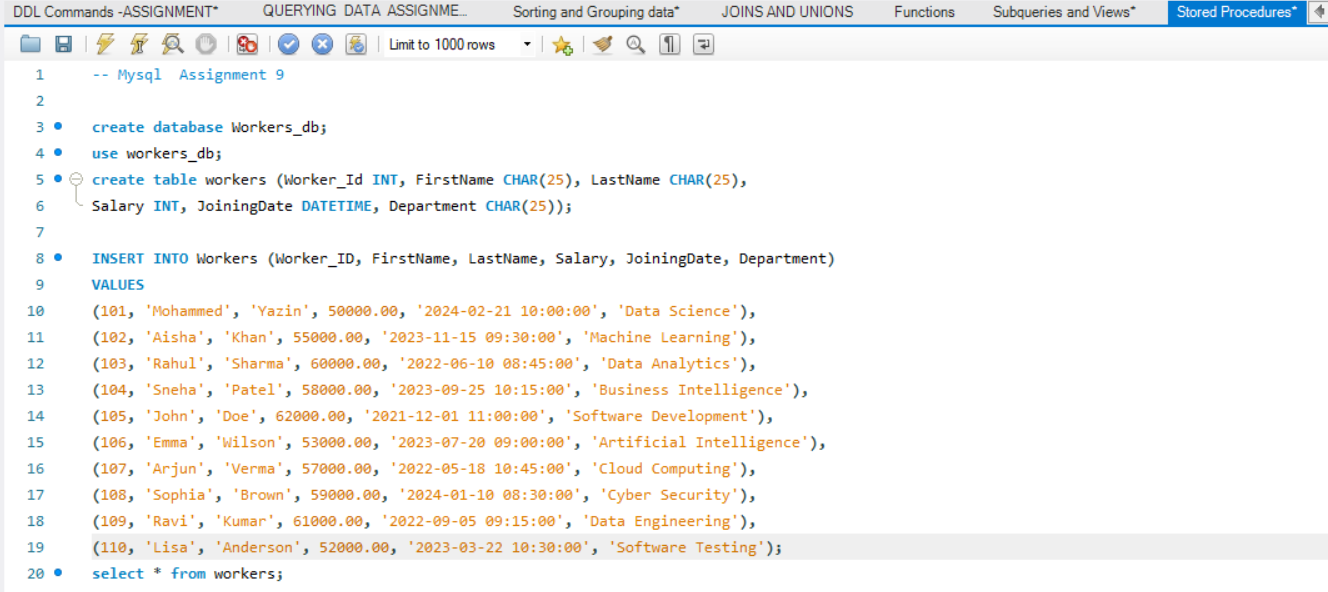 DDL Commands -ASSIGNMENT* QUERYING DATA ASSIGNME... Sorting and Grouping data* JOINS AND UNIONS Functions Subqueries and Views* Stored Procedures*
Limit to 1000 rows
1 -- Mysql  Assignment 9
2
3 create database Workers_db;
4 use workers_db;
5 create table workers (Worker_Id INT, FirstName CHAR(25), LastName CHAR(25),
6 Salary INT, JoiningDate DATETIME, Department CHAR(25));
7
8 INSERT INTO Workers (Worker_ID, FirstName, LastName, Salary, JoiningDate, Department)
9 VALUES
10 (101, 'Mohammed', 'Yazin', 50000.00, '2024-02-21 10:00:00', 'Data Science'),
11 (102, 'Aisha', 'Khan', 55000.00, '2023-11-15 09:30:00', 'Machine Learning'),
12 (103, 'Rahul', 'Sharma', 60000.00, '2022-06-10 08:45:00', 'Data Analytics'),
13 (104, 'Sneha', 'Patel', 58000.00, '2023-09-25 10:15:00', 'Business Intelligence'),
14 (105, 'John', 'Doe', 62000.00, '2021-12-01 11:00:00', 'Software Development'),
15 (106, 'Emma', 'Wilson', 53000.00, '2023-07-20 09:00:00', 'Artificial Intelligence'),
16 (107, 'Arjun', 'Verma', 57000.00, '2022-05-18 10:45:00', 'Cloud Computing'),
17 (108, 'Sophia', 'Brown', 59000.00, '2024-01-10 08:30:00', 'Cyber Security'),
18 (109, 'Ravi', 'Kumar', 61000.00, '2022-09-05 09:15:00', 'Data Engineering'),
19 (110, 'Lisa', 'Anderson', 52000.00, '2023-03-22 10:30:00', 'Software Testing');
20 select * from workers;